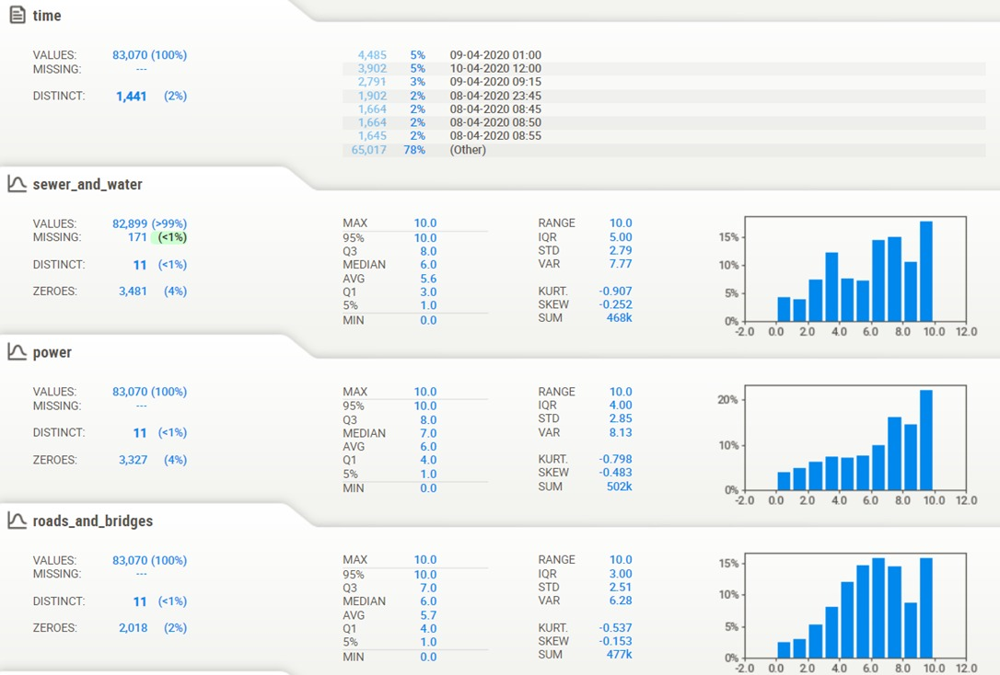 time
VALUES: 83,070 (100%)
MISSING: ---
DISTINCT: 1,441 (2%)
4,485 5% 09-04-2020 01:00
3,902 5% 10-04-2020 12:00
2,791 3% 09-04-2020 09:15
1,902 2% 08-04-2020 23:45
1,664 2% 08-04-2020 08:45
1,664 2% 08-04-2020 08:50
1,645 2% 08-04-2020 08:55
65,017 78% (Other)
sewer_and_water
VALUES: 82,899 (>99%)
MISSING: 171 (<1%)
DISTINCT: 11 (<1%)
ZEROES: 3,481 (4%)
MAX 10.0
95% 10.0
Q3 8.0
MEDIAN 6.0
AVG 5.6
Q1 3.0
5% 1.0
MIN 0.0
RANGE 10.0
IQR 5.00
STD 2.79
VAR 7.77
KURT. -0.907
SKEW -0.252
SUM 468k
15%
10%
5%
0%
-2.0 0.0 2.0 4.0 6.0 8.0 10.0 12.0
power
VALUES: 83,070 (100%)
MISSING: ---
DISTINCT: 11 (<1%)
ZEROES: 3,327 (4%)
MAX 10.0
95% 10.0
Q3 8.0
MEDIAN 7.0
AVG 6.0
Q1 4.0
5% 1.0
MIN 0.0
RANGE 10.0
IQR 4.00
STD 2.85
VAR 8.13
KURT. -0.798
SKEW -0.483
SUM 502k
20%
10%
0%
-2.0 0.0 2.0 4.0 6.0 8.0 10.0 12.0
roads_and_bridges
VALUES: 83,070 (100%)
MISSING: ---
DISTINCT: 11 (<1%)
ZEROES: 2,018 (2%)
MAX 10.0
95% 10.0
Q3 7.0
MEDIAN 6.0
AVG 5.7
Q1 4.0
5% 1.0
MIN 0.0
RANGE 10.0
IQR 3.00
STD 2.51
VAR 6.28
KURT. -0.537
SKEW -0.153
SUM 477k
15%
10%
5%
0%
-2.0 0.0 2.0 4.0 6.0 8.0 10.0 12.0